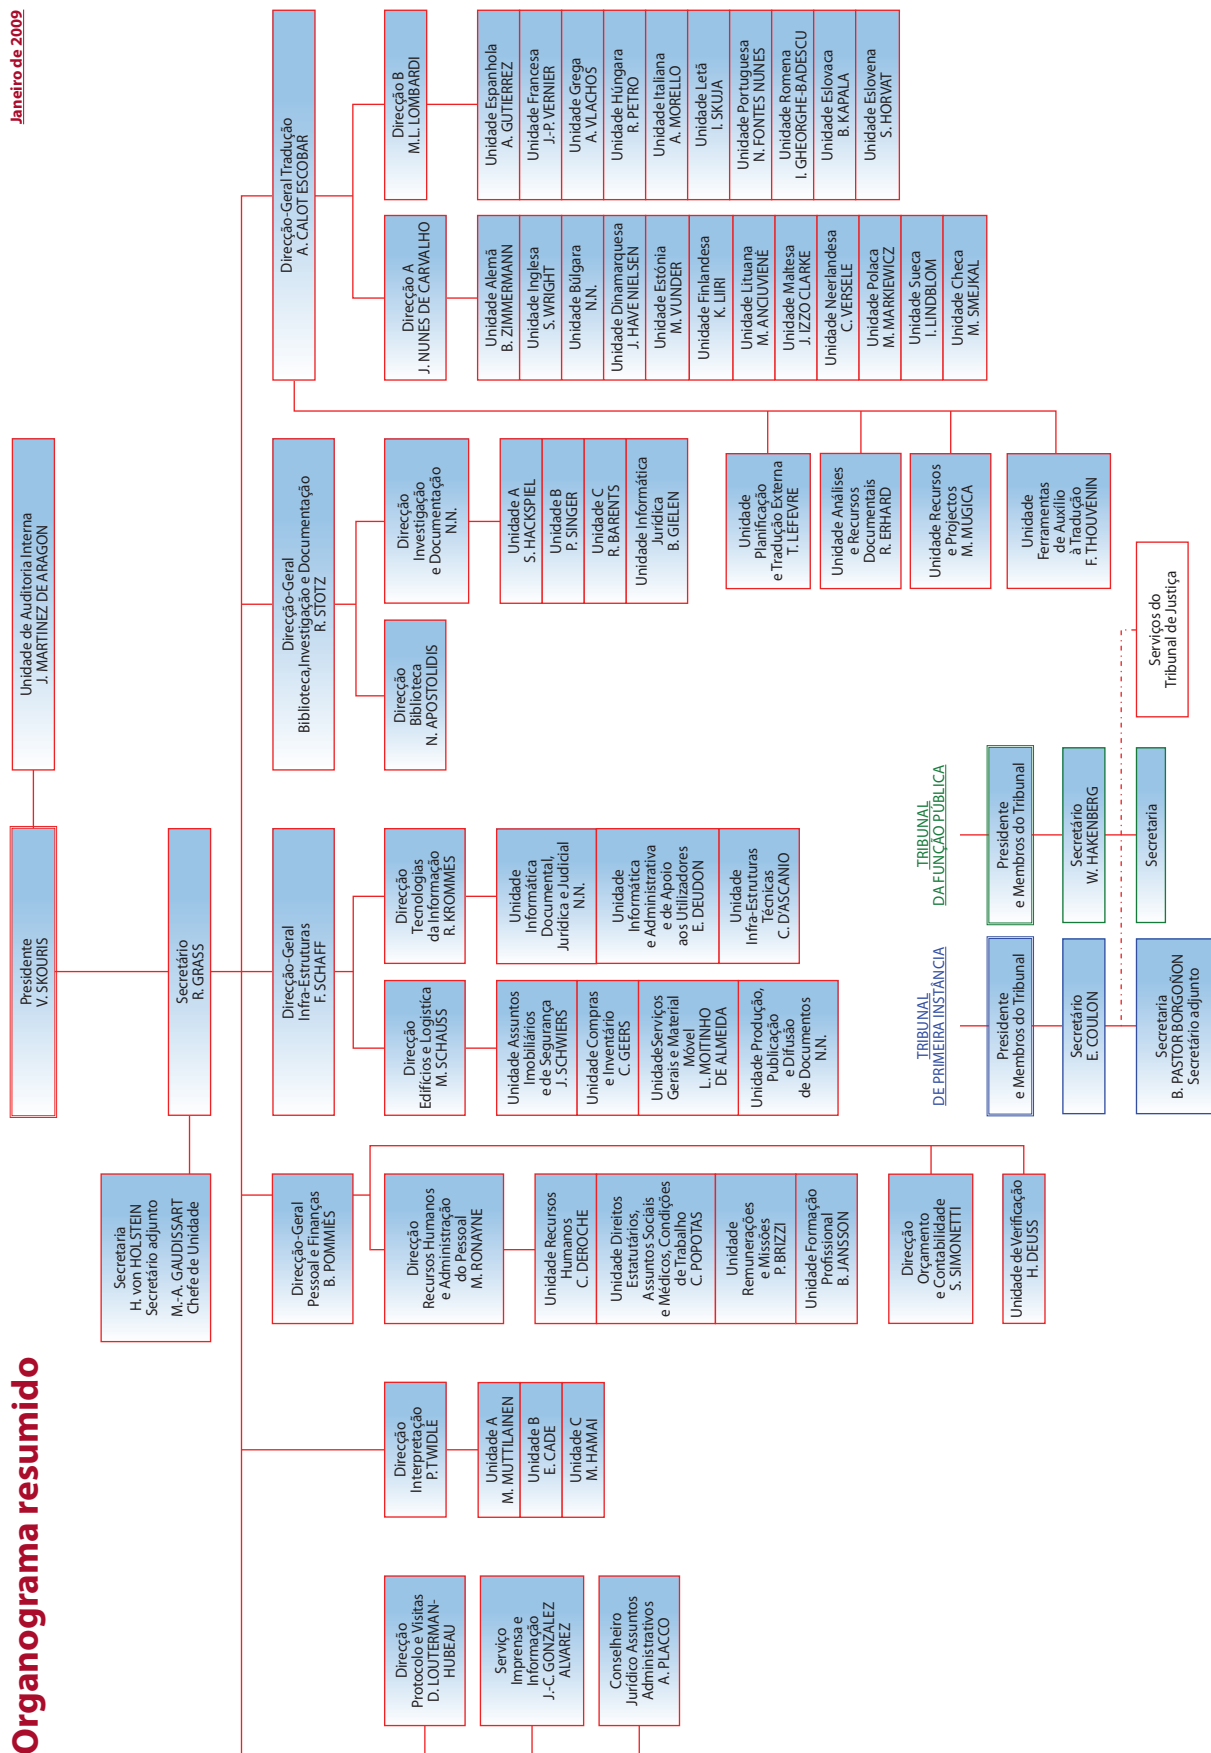 Organograma resumido
Janeiro de 2009
Presidente
V. SKOURIS
Unidade de Auditoria Interna
J. MARTINEZ DE ARAGON
Secretaria
H. von HOLSTEIN
Secretário adjunto
M.-A. GAUDISSART
Chefe de Unidade
Secretário
R. GRASS
Direcção
Protocolo e Visitas
D. LOUTERMAN-
HUBEAU
Serviço
Imprensa e
Informação
J.-C. GONZALEZ
ALVAREZ
Conselheiro
Jurídico Assuntos
Administrativos
A. PLACCO
Direcção
Interpretação
P. TWIDLE
Unidade A
M. MUTTILAINEN
Unidade B
E. CADE
Unidade C
M. HAMAI
Direcção-Geral
Pessoal e Finanças
B. POMMIÈS
Direcção
Recursos Humanos
e Administração
do Pessoal
M. RONAYNE
Unidade Recursos
Humanos
C. DEROCHE
Unidade Direitos
Estatutários,
Assuntos Sociais
e Médicos, Condições
de Trabalho
C. POPOTAS
Unidade
Remunerações
e Missões
P. BRIZZI
Unidade Formação
Profissional
B. JANSSON
Direcção
Orçamento
e Contabilidade
S. SIMONETTI
Unidade de Verificação
H. DEUSS
Direcção-Geral
Infra-Estruturas
F. SCHAFF
Direcção
Edifícios e Logística
M. SCHAUSS
Unidade Assuntos
Imobiliários
e de Segurança
J. SCHWIERS
Unidade Compras
e Inventário
C. GEERS
UnidadeServiços
Gerais e Material
Móvel
L. MOITINHO
DE ALMEIDA
Unidade Produção,
Publicação
e Difusão
de Documentos
N.N.
Direcção
Tecnologias
da Informação
R. KROMMES
Unidade
Informática
Documental,
Jurídica e Judicial
N.N.
Unidade
Informática
e Administrativa
e de Apoio
aos Utilizadores
E. DEUDON
Unidade
Infra-Estruturas
Técnicas
C. D'ASCANIO
Direcção-Geral
Biblioteca,Investigação e Documentação
R. STOTZ
Direcção
Biblioteca
N. APOSTOLIDIS
Direcção
Investigação
e Documentação
N.N.
Unidade A
S. HACKSPIEL
Unidade B
P. SINGER
Unidade C
R. BARENTS
Unidade Informática
Jurídica
B. GIELEN
Direcção-Geral Tradução
A. CALOT ESCOBAR
Direcção A
J. NUNES DE CARVALHO
Unidade Alemã
B. ZIMMERMANN
Unidade Inglesa
S. WRIGHT
Unidade Búlgara
N.N.
Unidade Dinamarquesa
J. HAVE NIELSEN
Unidade Estónia
M. VUNDER
Unidade Finlandesa
K. LIIRI
Unidade Lituana
M. ANCIUVIENÉ
Unidade Maltesa
J. IZZO CLARKE
Unidade Neerlandesa
C. VERSELE
Unidade Polaca
M. MARKIEWICZ
Unidade Sueca
I. LINDBLOM
Unidade Checa
M. SMEJKAL
Direcção B
M.L. LOMBARDI
Unidade Espanhola
A. GUTIERREZ
Unidade Francesa
J.-P. VERNIER
Unidade Grega
A. VLACHOS
Unidade Húngara
R. PETRO
Unidade Italiana
A. MORELLO
Unidade Letã
I. SKUJA
Unidade Portuguesa
N. FONTES NUNES
Unidade Romena
I. GHEORGHE-BADESCU
Unidade Eslovaca
B. KAPALA
Unidade Eslovena
S. HORVAT
Unidade
Planificação
e Tradução Externa
T. LEFEVRE
Unidade Análises
e Recursos
Documentais
R. ERHARD
Unidade Recursos
e Projectos
M. MUGICA
Unidade
Ferramentas
de Auxílio
à Tradução
F. THOUVENIN
TRIBUNAL
DE PRIMEIRA INSTÂNCIA
Presidente
e Membros do Tribunal
Secretário
E. COULON
Secretaria
B. PASTOR BORGOÑON
Secretário adjunto
TRIBUNAL
DA FUNÇÃO PÚBLICA
Presidente
e Membros do Tribunal
Secretário
W. HAKENBERG
Secretaria
Serviços do
Tribunal de Justiça